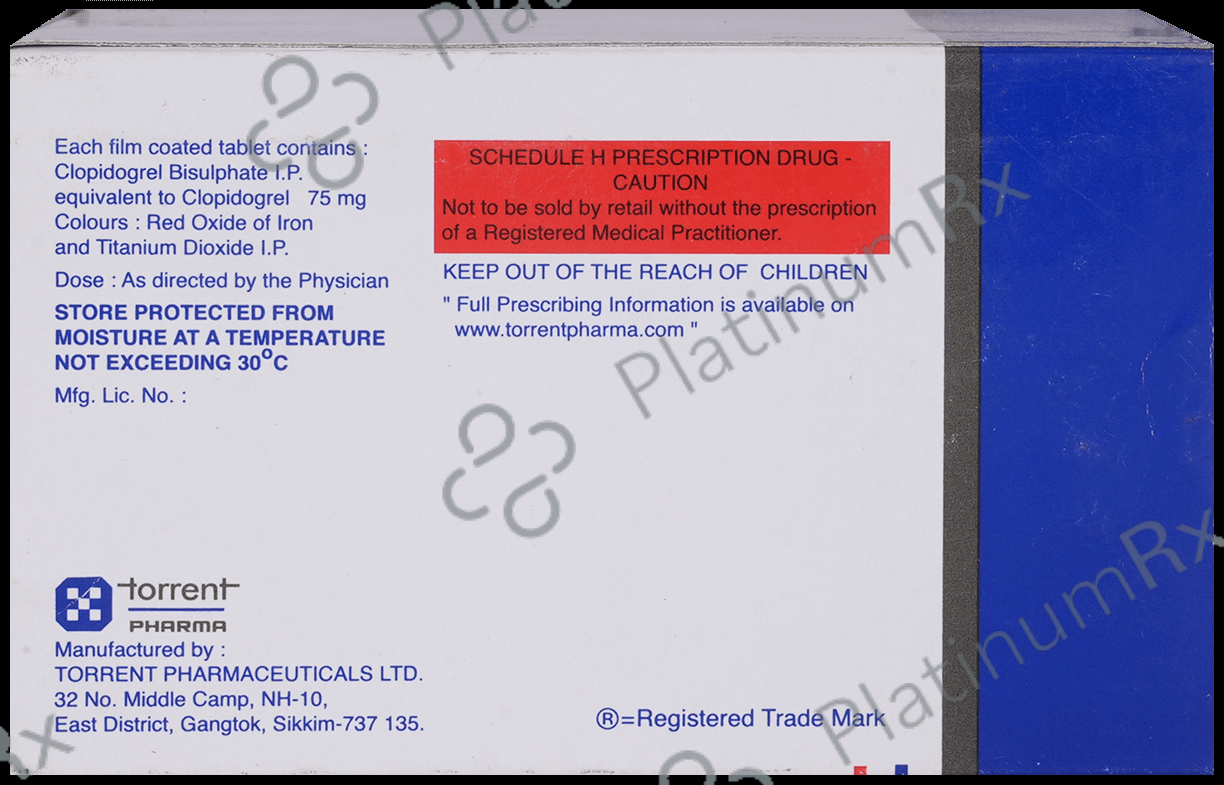 Each film coated tablet contains :
Clopidogrel Bisulphate I.P.
equivalent to Clopidogrel 75 mg
Colours : Red Oxide of Iron
and Titanium Dioxide I.P.
Dose : As directed by the Physician
STORE PROTECTED FROM
MOISTURE AT A TEMPERATURE
NOT EXCEEDING 30°C
Mfg. Lic. No. :
SCHEDULE H PRESCRIPTION DRUG -
CAUTION
Not to be sold by retail without the prescription
of a Registered Medical Practitioner.
KEEP OUT OF THE REACH OF CHILDREN
" Full Prescribing Information is available on
www.torrentpharma.com "
torrent
PHARMA
Manufactured by :
TORRENT PHARMACEUTICALS LTD.
32 No. Middle Camp, NH-10,
East District, Gangtok, Sikkim-737 135.
®=Registered Trade Mark
PlatinumRx
PlatinumRx